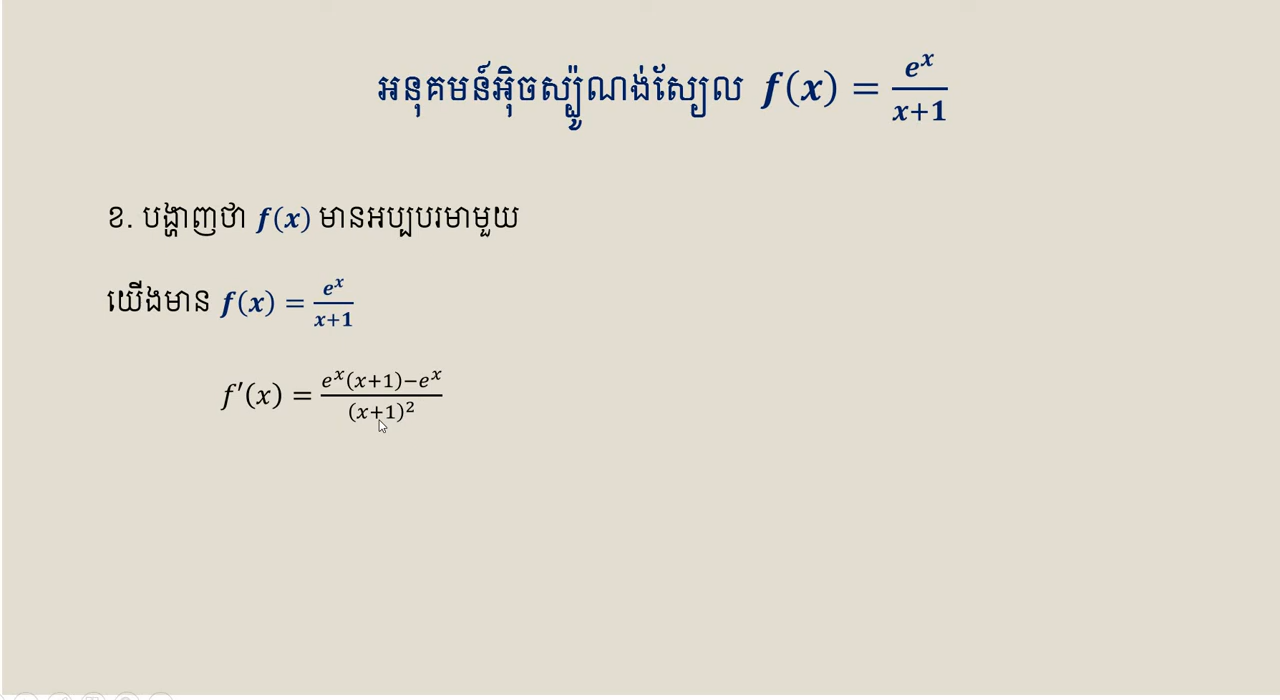 អនុគមន៍អ៊ិចស្ប៉ូណង់ស្យែល f(x) = e^x/(x+1)
ខ. បង្ហាញថា f(x) មានអប្បបរមាមួយ
យើងមាន f(x) = e^x/(x+1)
f′(x) = (e^x(x+1)−e^x)/(x+1)^2